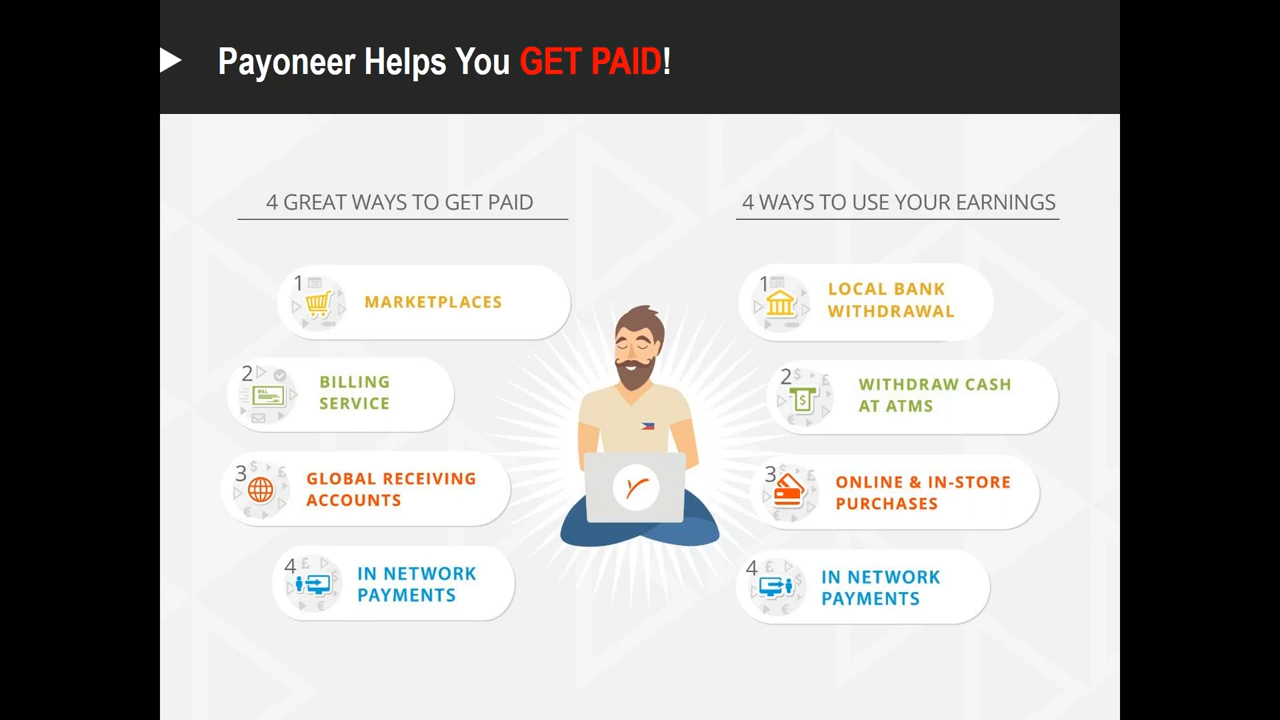 Payoneer Helps You GET PAID!
4 GREAT WAYS TO GET PAID
1
MARKETPLACES
2
BILL
BILLING
SERVICE
3
GLOBAL RECEIVING
ACCOUNTS
4
IN NETWORK
PAYMENTS
4 WAYS TO USE YOUR EARNINGS
1
LOCAL BANK
WITHDRAWAL
2
WITHDRAW CASH
AT ATMS
3
ONLINE & IN-STORE
PURCHASES
4
IN NETWORK
PAYMENTS